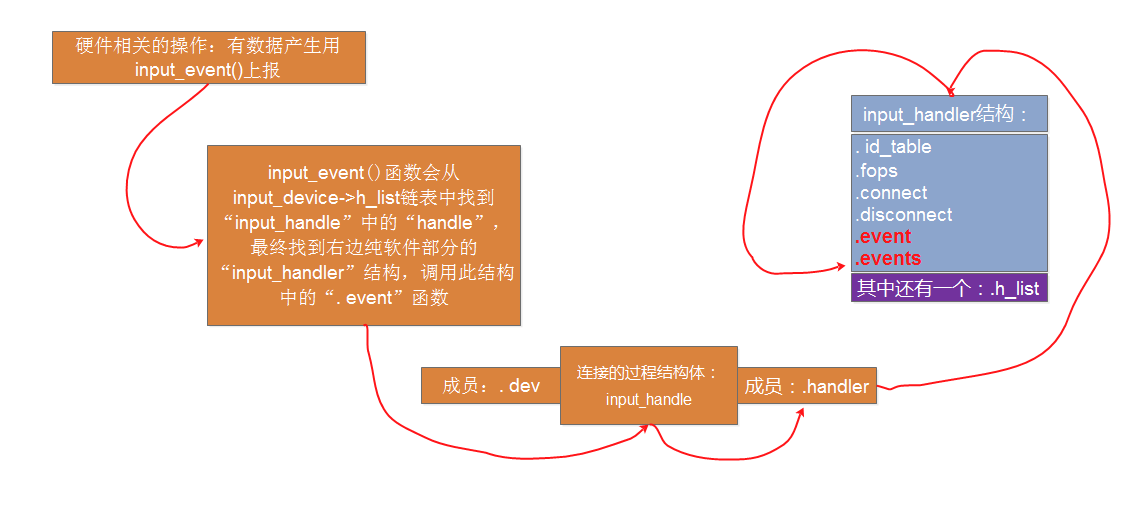 硬件相关的操作：有数据产生用
input_event()上报
input_event()函数会从
input_device->h_list链表中找到
“input_handle”中的“handle”，
最终找到右边纯软件部分的
“input_handler”结构，调用此结构
中的“. event”函数
input_handler结构：
. id_table
.fops
.connect
.disconnect
.event
.events
其中还有一个：.h_list
成员：. dev
连接的过程结构体：
input_handle
成员：.handler